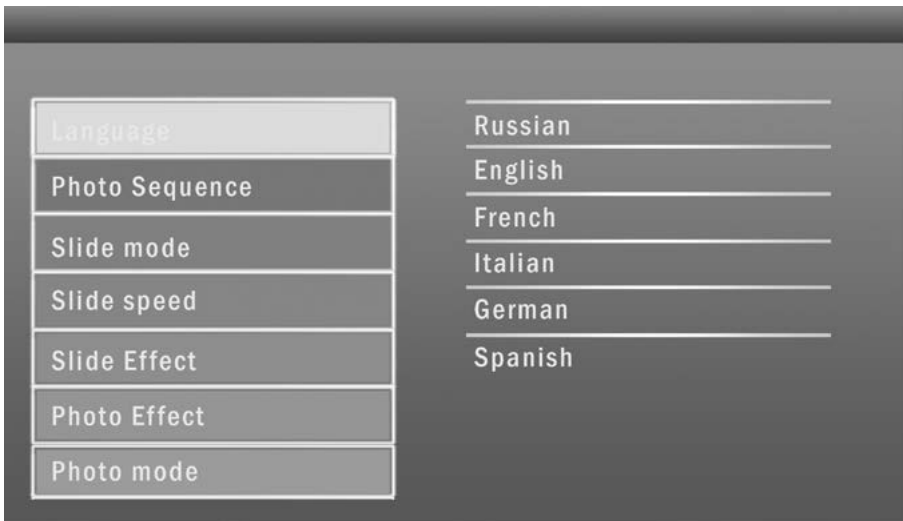 Language
Photo Sequence
Slide mode
Slide speed
Slide Effect
Photo Effect
Photo mode
Russian
English
French
Italian
German
Spanish